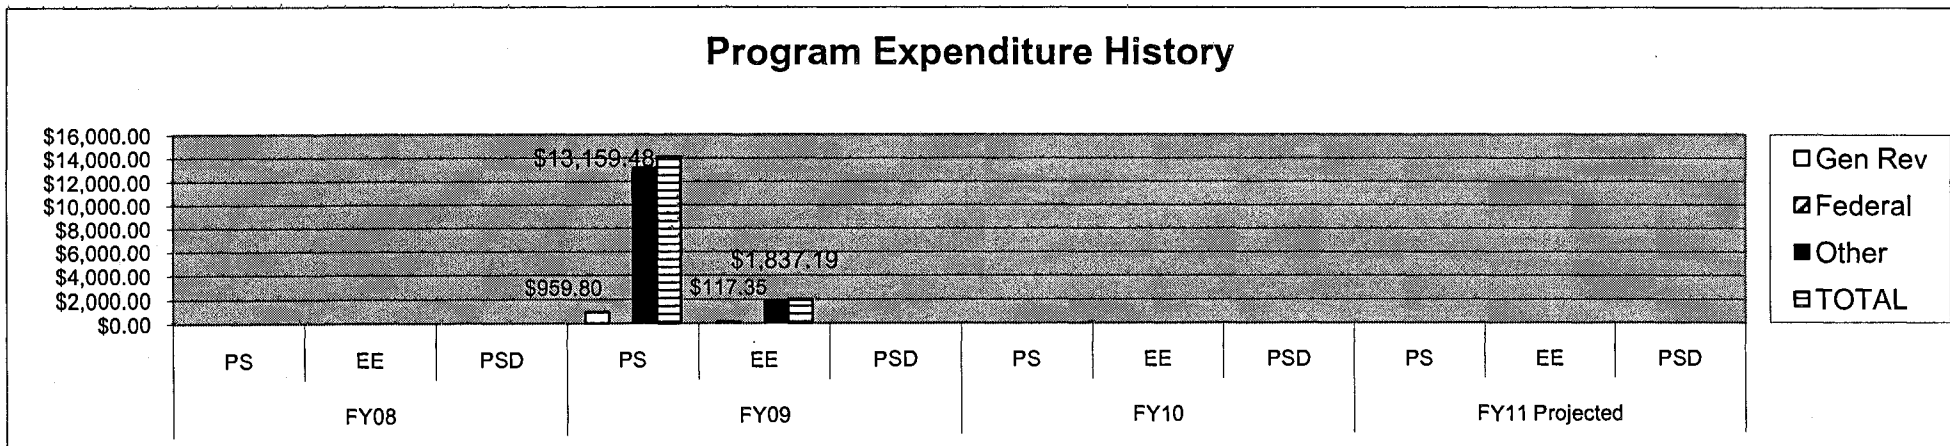 Program Expenditure History
$16,000.00
$14,000.00
$12,000.00
$10,000.00
$8,000.00
$6,000.00
$4,000.00
$2,000.00
$0.00
$13,159.48
$959.80
$1,837.19
$117.35
PS EE PSD PS EE PSD PS EE PSD PS EE PSD
FY08 FY09 FY10 FY11 Projected
Gen Rev
Federal
Other
TOTAL